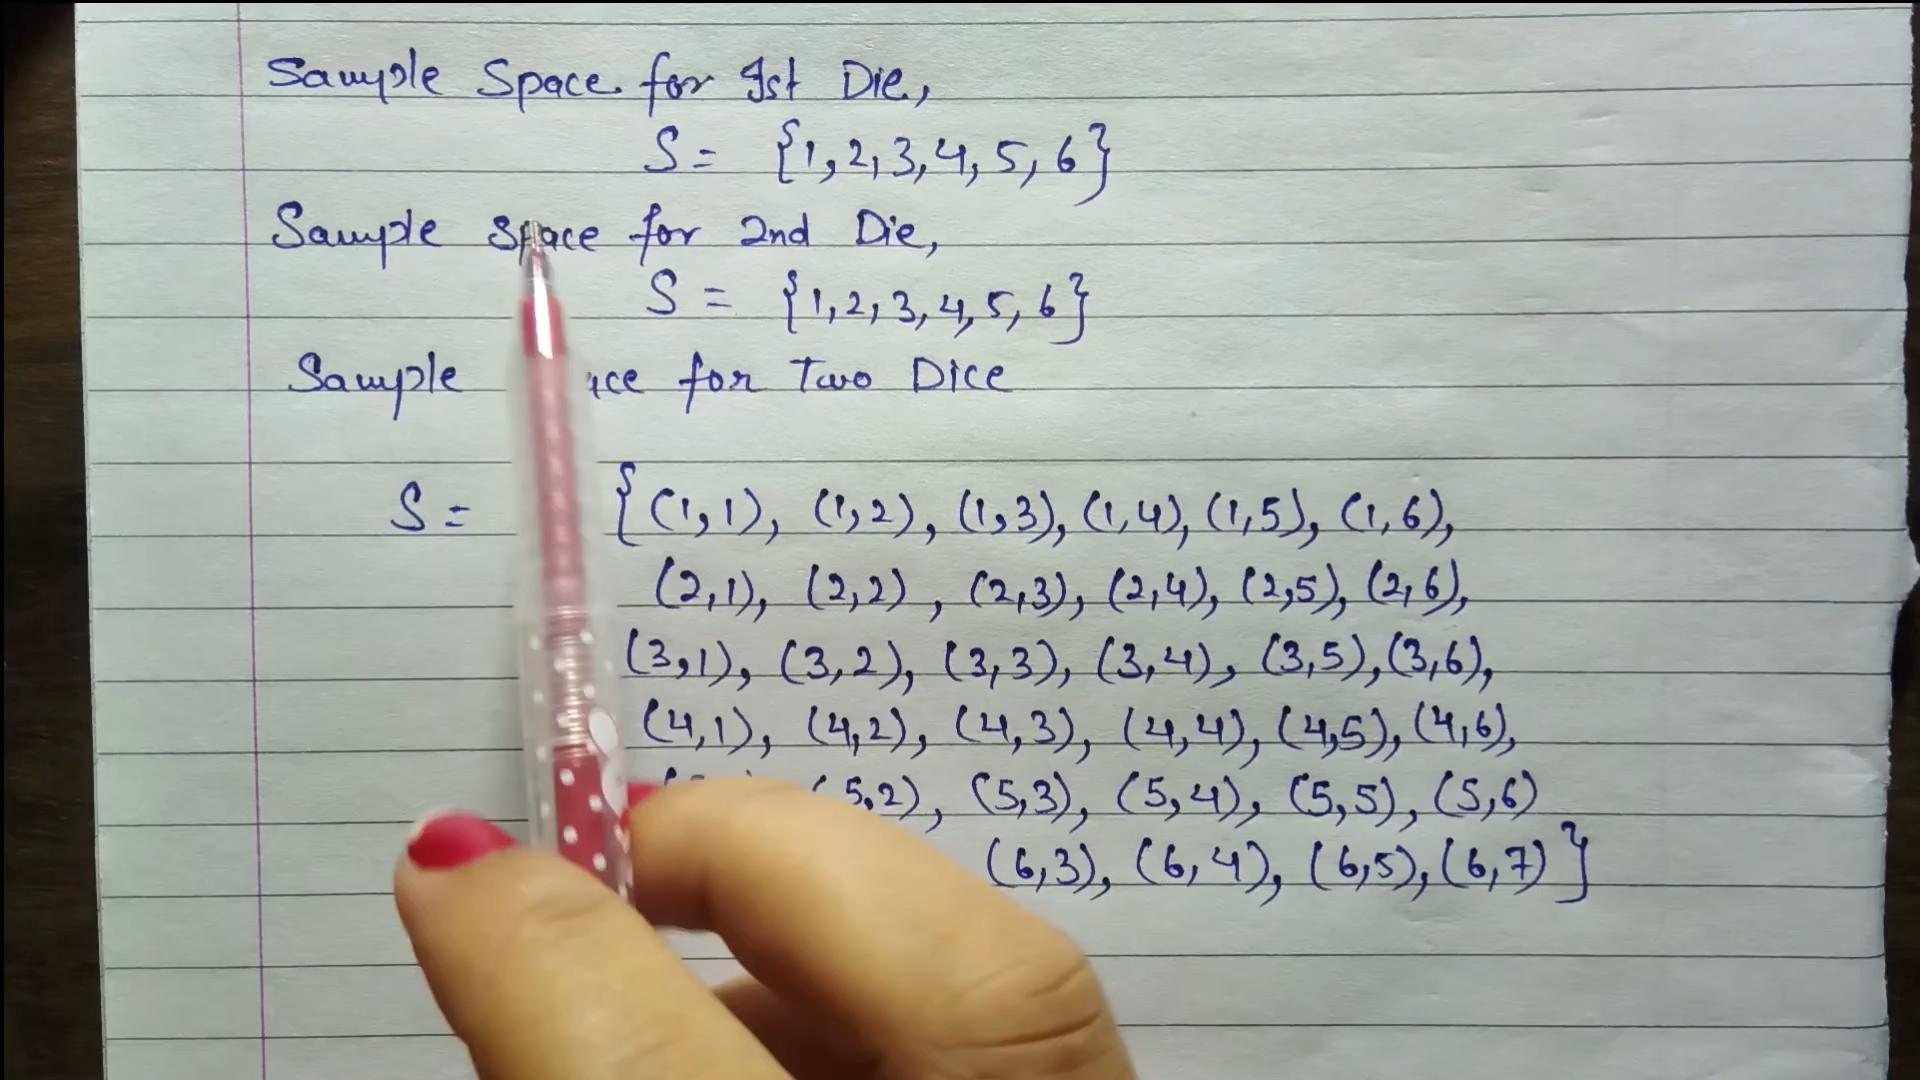 Sample Space for Ist Die,
S = {1,2,3,4,5,6}
Sample Space for 2nd Die,
S = {1,2,3,4,5,6}
Sample for Two Dice
S = {(1,1), (1,2), (1,3), (1,4), (1,5), (1,6),
(2,1), (2,2), (2,3), (2,4), (2,5), (2,6),
(3,1), (3,2), (3,3), (3,4), (3,5), (3,6),
(4,1), (4,2), (4,3), (4,4), (4,5), (4,6),
(5,2), (5,3), (5,4), (5,5), (5,6)
(6,3), (6,4), (6,5), (6,7)}